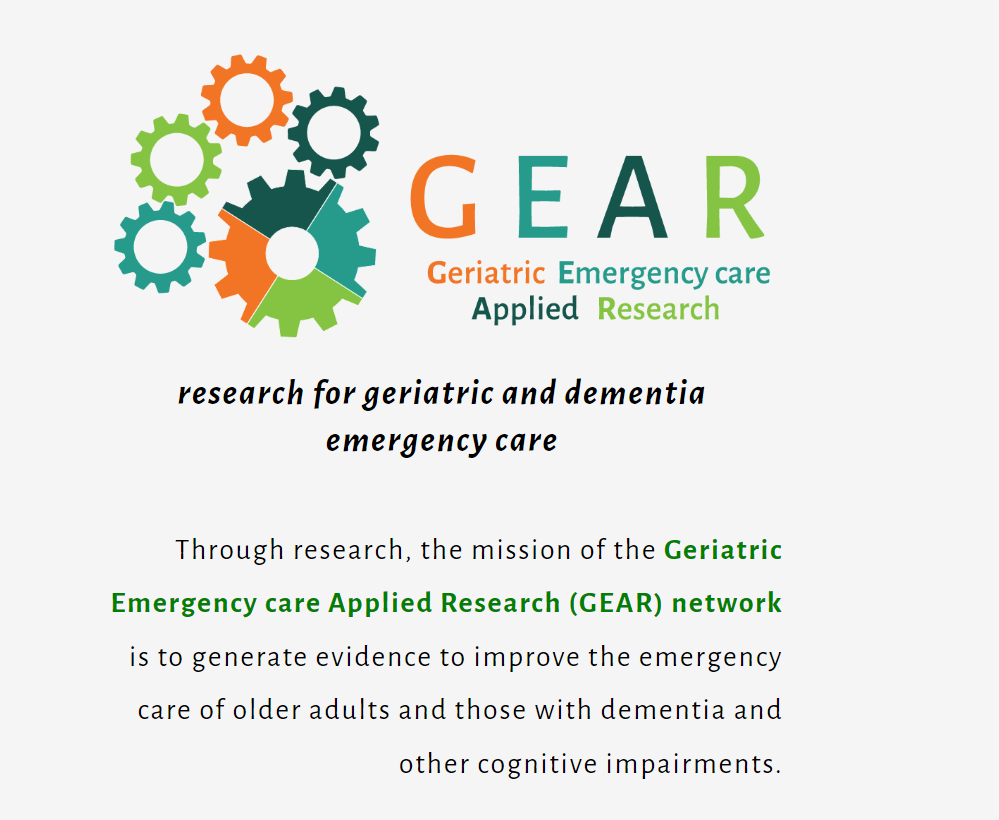 GEAR
Geriatric Emergency care
Applied Research
research for geriatric and dementia
emergency care
Through research, the mission of the Geriatric
Emergency care Applied Research (GEAR) network
is to generate evidence to improve the emergency
care of older adults and those with dementia and
other cognitive impairments.